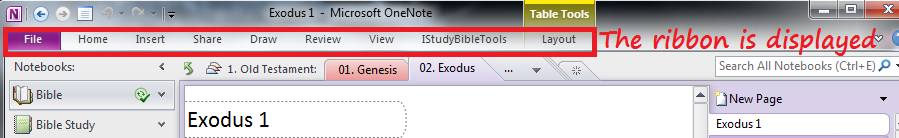 Exodus 1 - Microsoft OneNote
Table Tools
File Home Insert Share Draw Review View IStudyBibleTools Layout
The ribbon is displayed
Notebooks:
1. Old Testament:
01. Genesis
02. Exodus
...
Search All Notebooks (Ctrl+E)
Bible
Exodus 1
New Page
Bible Study
Exodus 1